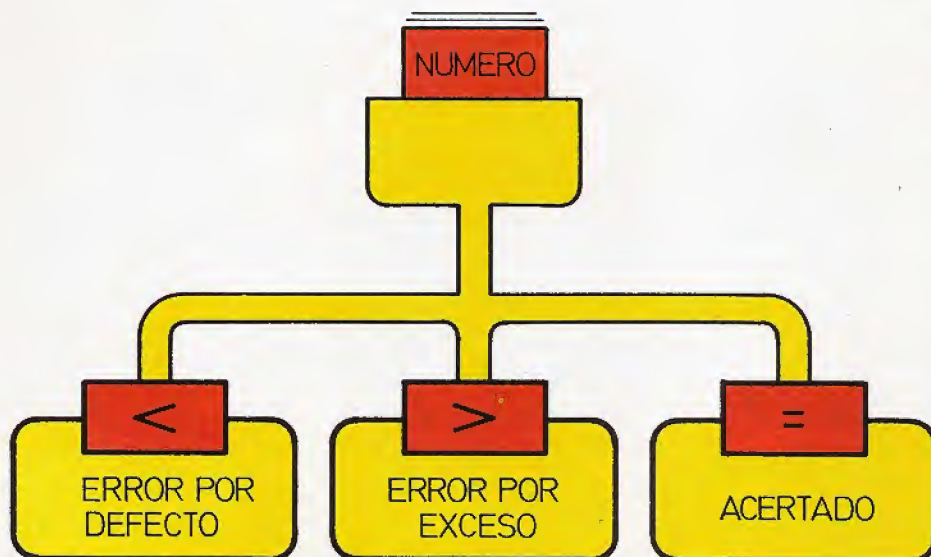 NUMERO
<
>
=
ERROR POR
DEFECTO
ERROR POR
EXCESO
ACERTADO